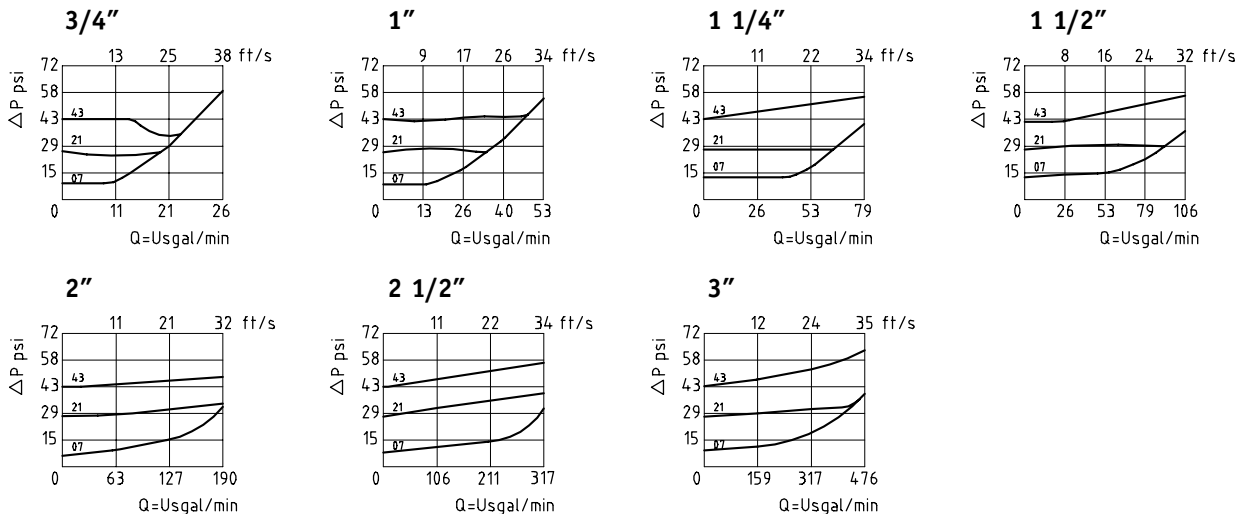 3/4″
13 25 38 ft/s
△P psi
72
58
43
29
15
43
21
07
0 11 21 26
Q=Usgal/min
1″
9 17 26 34 ft/s
△P psi
72
58
43
29
15
43
21
07
0 13 26 40 53
Q=Usgal/min
1 1/4″
11 22 34 ft/s
△P psi
72
58
43
29
15
43
21
07
0 26 53 79
Q=Usgal/min
1 1/2″
8 16 24 32 ft/s
△P psi
72
58
43
29
15
43
21
07
0 26 53 79 106
Q=Usgal/min
2″
11 21 32 ft/s
△P psi
72
58
43
29
15
43
21
07
0 63 127 190
Q=Usgal/min
2 1/2″
11 22 34 ft/s
△P psi
72
58
43
29
15
43
21
07
0 106 211 317
Q=Usgal/min
3″
12 24 35 ft/s
△P psi
72
58
43
29
15
43
21
07
0 159 317 476
Q=Usgal/min